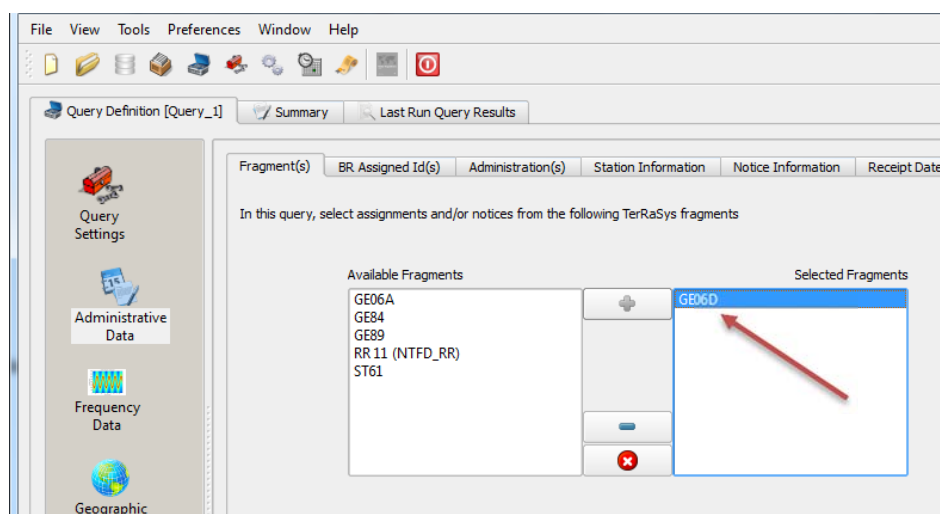 File View Tools Preferences Window Help
Query Definition [Query_1] Summary Last Run Query Results
Fragment(s) BR Assigned Id(s) Administration(s) Station Information Notice Information Receipt Date
Query
Settings
In this query, select assignments and/or notices from the following TerRaSys fragments
Administrative
Data
Available Fragments
GE06A
GE84
GE89
RR 11 (NTFD_RR)
ST61
Selected Fragments
GE06D
Frequency
Data
Geographic